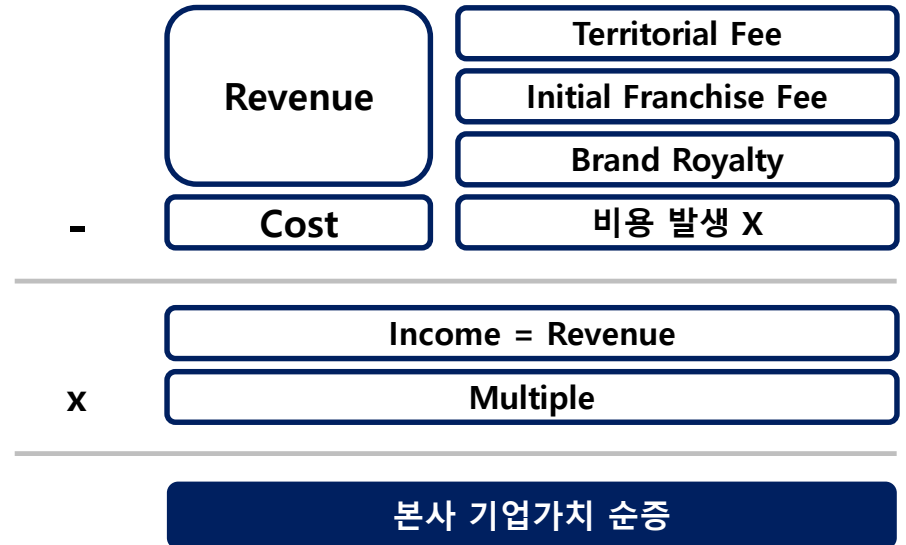 Revenue
Territorial Fee
Initial Franchise Fee
Brand Royalty
-
Cost
비용 발생 X
Income = Revenue
x
Multiple
본사 기업가치 순증